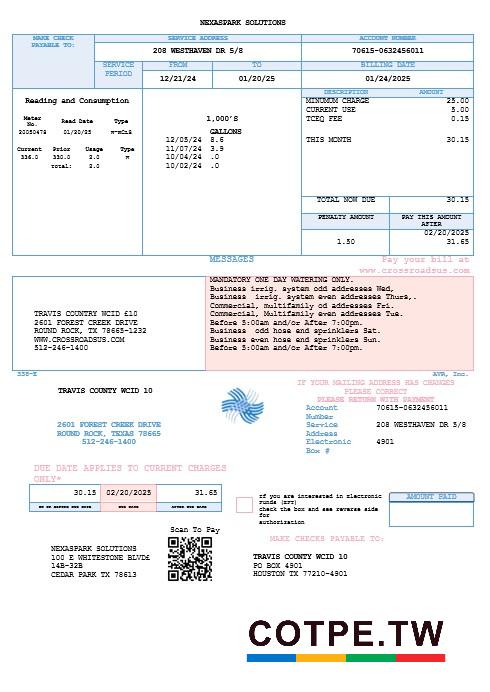 NEXASPARK SOLUTIONS
MAKE CHECK PAYABLE TO:
SERVICE ADDRESS
ACCOUNT NUMBER
208 WESTHAVEN DR 5/8
70615-0632456011
SERVICE PERIOD
FROM
TO
BILLING DATE
12/21/24
01/20/25
01/24/2025
Reading and Consumption
Meter No.
Read Date
Type
20050478
01/20/25
Current
Prior
Usage
Type
336.0
330.0
2.0
Total:
2.0
1,000'S
GALLONS
12/05/24 8.6
11/07/24 3.9
10/04/24 .0
10/02/24 .0
DESCRIPTION AMOUNT
MINUMUM CHARGE 25.00
CURRENT USE 5.00
TCEQ FEE 0.15
THIS MONTH 30.15
TOTAL NOW DUE 30.15
PENALTY AMOUNT
PAY THIS AMOUNT AFTER
02/20/2025
1.50
31.65
MESSAGES
Pay your bill at
www.crossroadsus.com
TRAVIS COUNTRY WCID £10
2601 FOREST CREEK DRIVE
ROUND ROCK, TX 78665-1232
WWW.CROSSROADSUS.COM
512-246-1400
MANDATORY ONE DAY WATERING ONLY.
Business irrig. system odd addresses Wed,
Business  irrig. system even addresses Thurs,.
Commercial, multifamily od addresses Fri.
Commercial, Multifamily even addresses Tue.
Before 5:00am and/or After 7:00pm.
Business  odd hose end sprinklers Sat.
Business even hose end sprinklers Sun.
Before 5:00am and/or After 7:00pm.
338-E
AVR, Inc.
TRAVIS COUNTY WCID 10
2601 FOREST CREEK DRIVE
ROUND ROCK, TEXAS 78665
512-246-1400
IF YOUR MAILING ADDRESS HAS CHANGES
PLEASE CORRECT
PLEASE RETURN WITH PAYMENT
Account Number 70615-0632456011
Service Address 208 WESTHAVEN DR 5/8
Electronic Box # 4901
DUE DATE APPLIES TO CURRENT CHARGES
ONLY*
30.15
02/20/2025
31.65
DUE DATE
AFTER DUE DATE
If you are interested in Electronic
Funds (EFT)
check the box and see reverse side
for
authorization
AMOUNT PAID
Scan To Pay
MAKE CHECKS PAYABLE TO:
NEXASPARK SOLUTIONS
100 E WHITESTONE BLVD£
14B-32B
CEDAR PARK TX 78613
TRAVIS COUNTY WCID 10
PO BOX 4901
HOUSTON TX 77210-4901
COTPE.TW